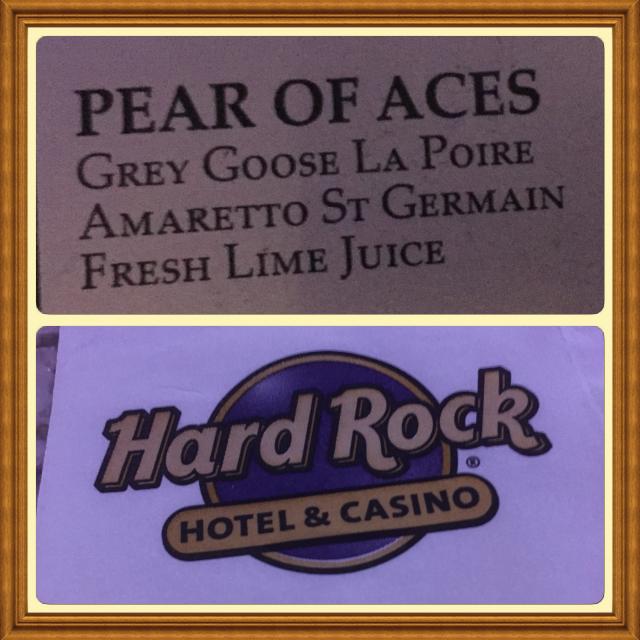 PEAR OF ACES
GREY GOOSE LA POIRE
AMARETTO ST GERMAIN
FRESH LIME JUICE
Hard Rock ®
HOTEL & CASINO